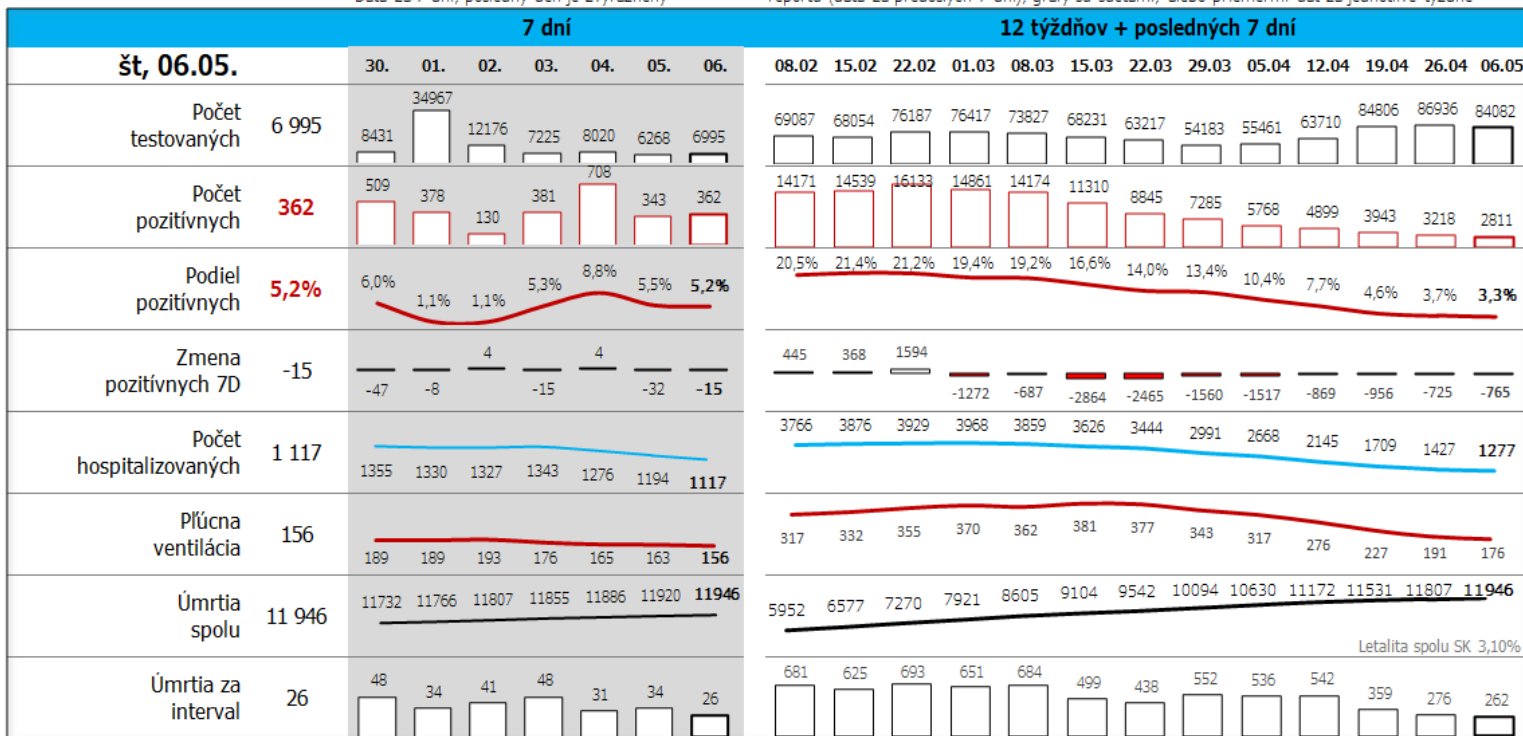 7 dní
12 týždňov + posledných 7 dní
št, 06.05.
30. 01. 02. 03. 04. 05. 06.
08.02 15.02 22.02 01.03 08.03 15.03 22.03 29.03 05.04 12.04 19.04 26.04 06.05
Počet
testovaných
6 995
8431 34967 12176 7225 8020 6268 6995
69087 68054 76187 76417 73827 68231 63217 54183 55461 63710 84806 86936 84082
Počet
pozitívnych
362
509 378 130 381 708 343 362
14171 14539 16133 14861 14174 11310 8845 7285 5768 4899 3943 3218 2811
Podiel
pozitívnych
5,2%
6,0% 1,1% 1,1% 5,3% 8,8% 5,5% 5,2%
20,5% 21,4% 21,2% 19,4% 19,2% 16,6% 14,0% 13,4% 10,4% 7,7% 4,6% 3,7% 3,3%
Zmena
pozitívnych 7D
-15
-47 -8 4 -15 4 -32 -15
445 368 1594 -1272 -687 -2864 -2465 -1560 -1517 -869 -956 -725 -765
Počet
hospitalizovaných
1 117
1355 1330 1327 1343 1276 1194 1117
3766 3876 3929 3968 3859 3626 3444 2991 2668 2145 1709 1427 1277
Pľúcna
ventilácia
156
189 189 193 176 165 163 156
317 332 355 370 362 381 377 343 317 276 227 191 176
Úmrtia
spolu
11 946
11732 11766 11807 11855 11886 11920 11946
5952 6577 7270 7921 8605 9104 9542 10094 10630 11172 11531 11807 11946
Letalita spolu SK 3,10%
Úmrtia za
interval
26
48 34 41 48 31 34 26
681 625 693 651 684 499 438 552 536 542 359 276 262